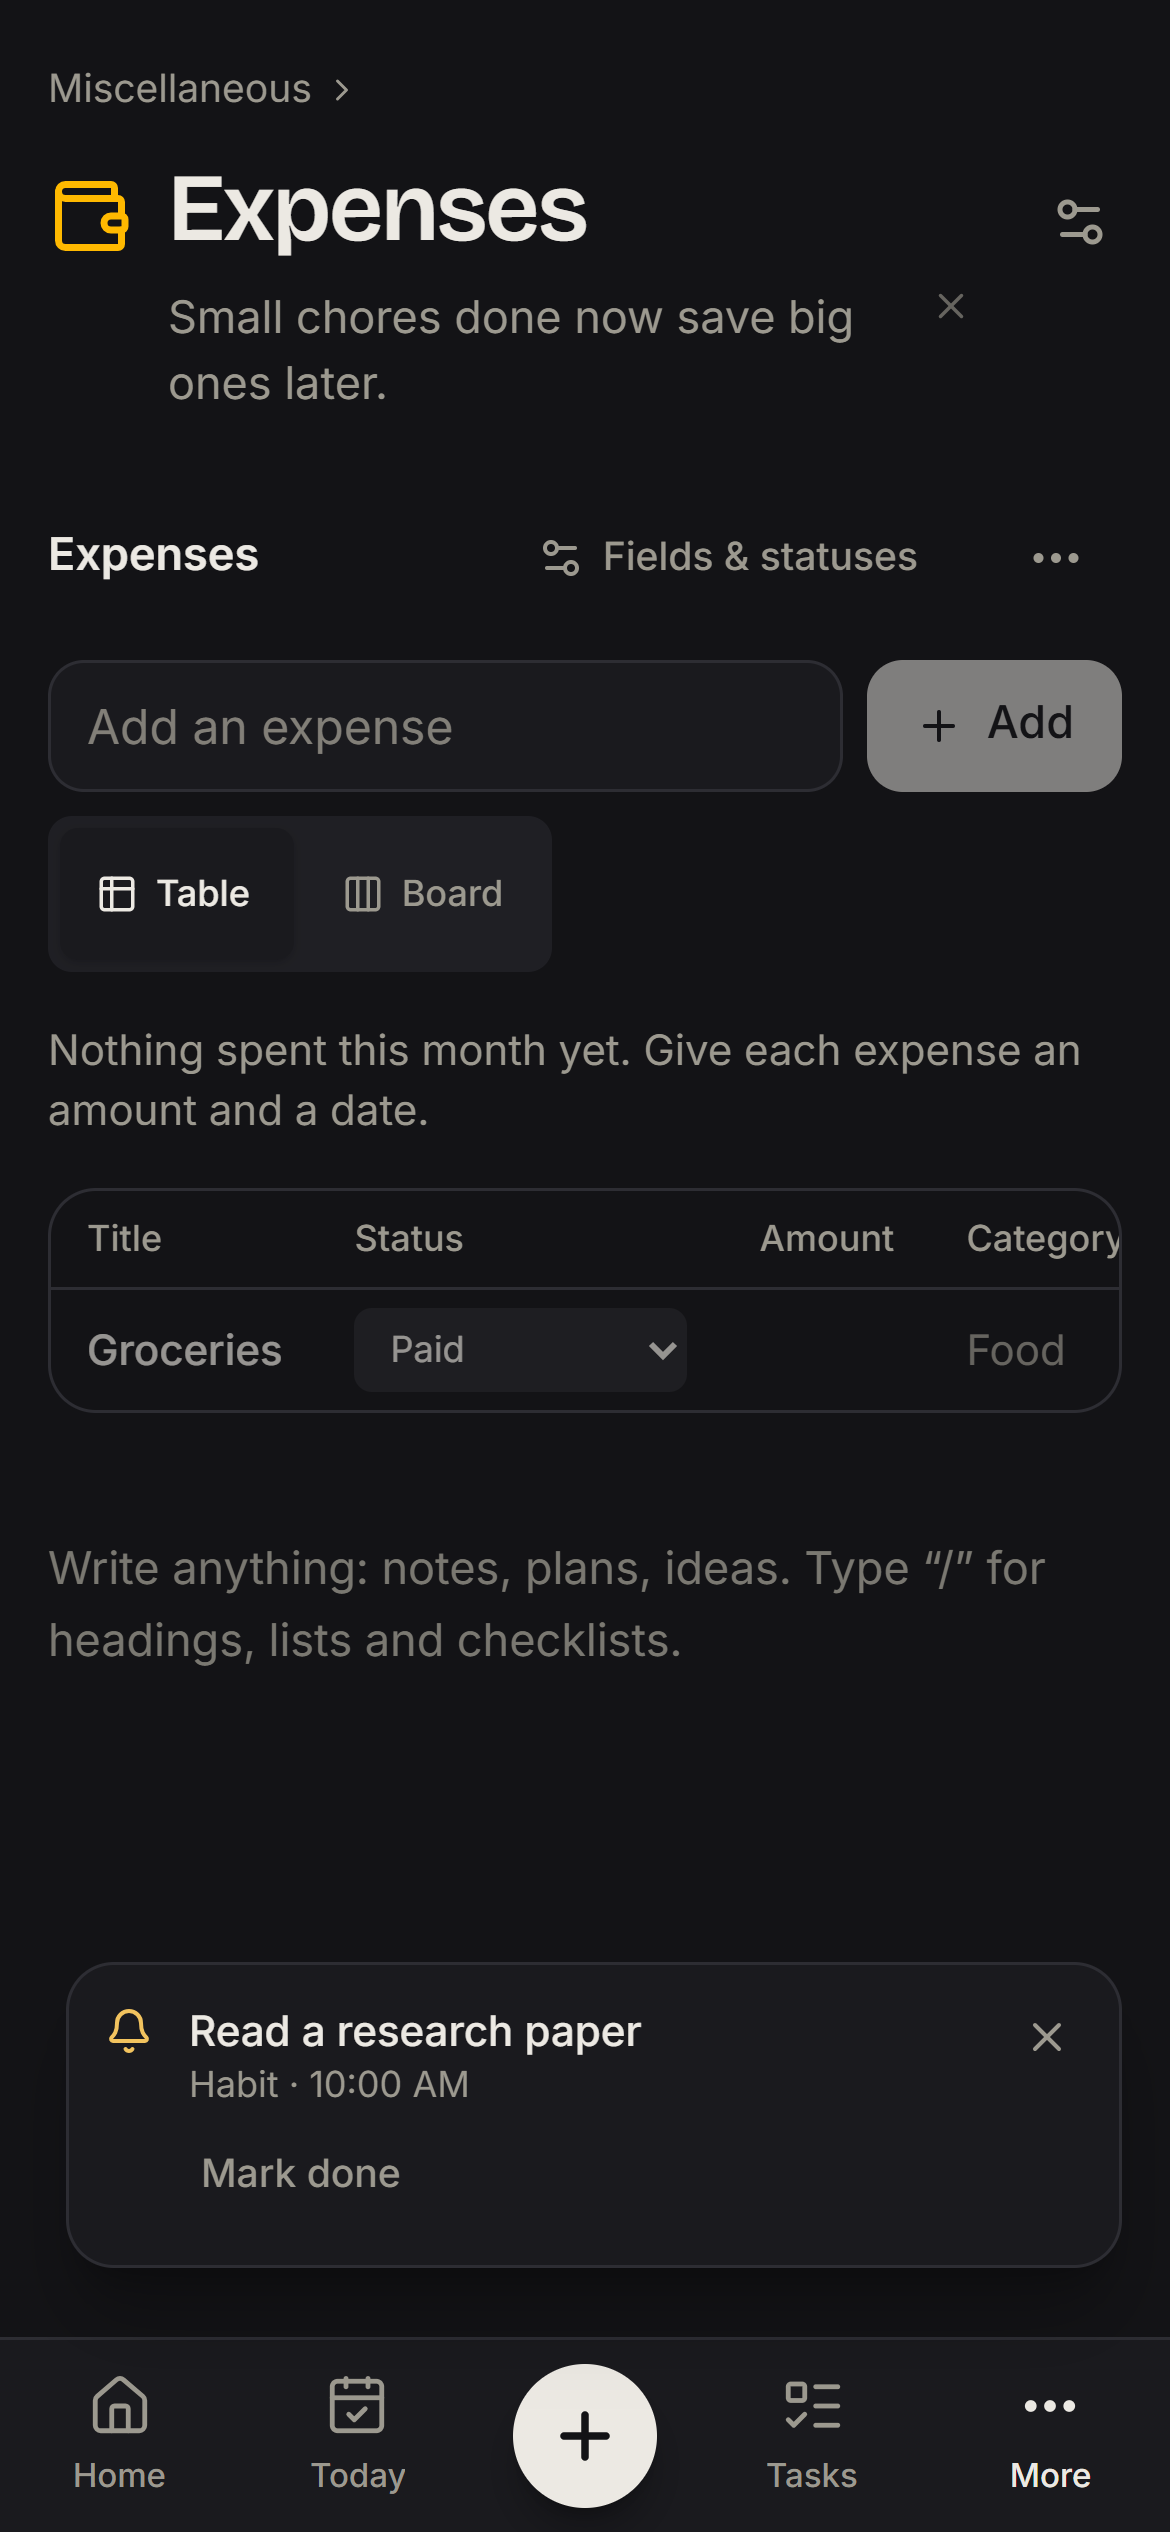 Miscellaneous
Expenses
Small chores done now save big
ones later.
Expenses
Fields & statuses
Add an expense
Add
Table
Board
Nothing spent this month yet. Give each expense an
amount and a date.
Title Status Amount Category
Groceries Paid Food
Write anything: notes, plans, ideas. Type “/” for
headings, lists and checklists.
Read a research paper
Habit · 10:00 AM
Mark done
Home Today Tasks More